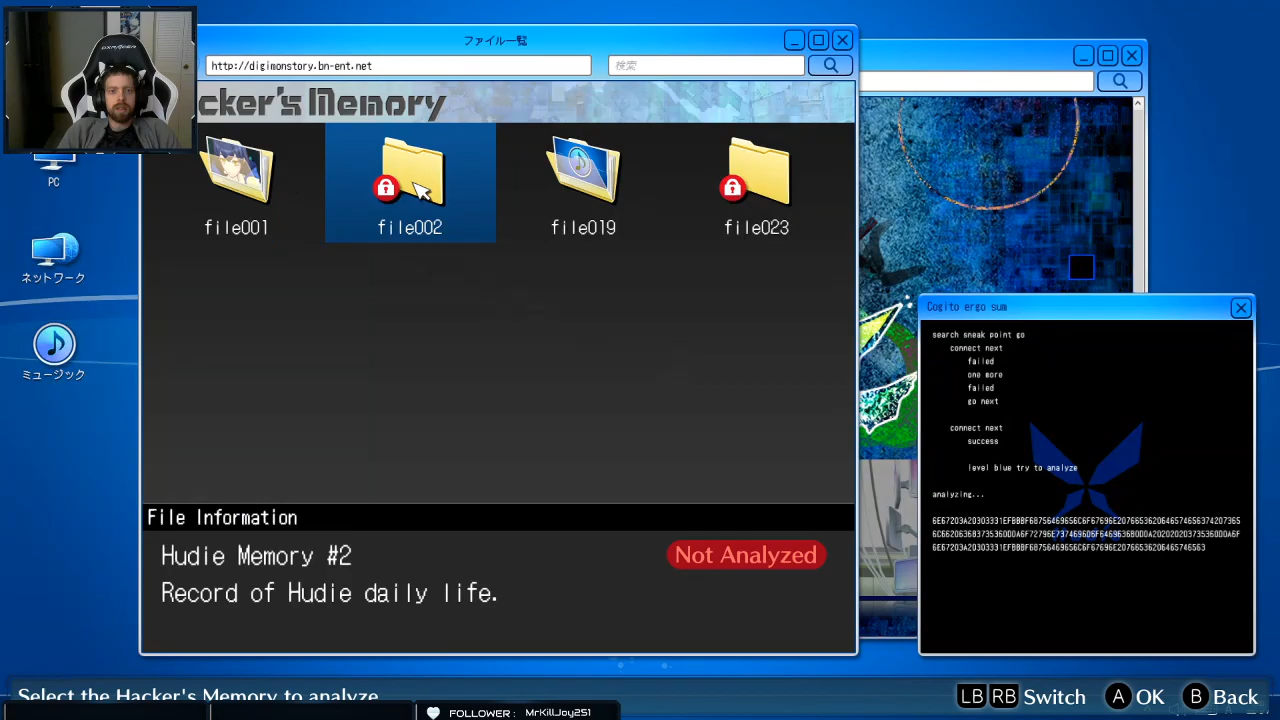 ファイル一覧
http://digimonstory.bn-ent.net
検索
cker's Memory
file001
file002
file019
file023
PC
ネットワーク
ミュージック
File Information
Hudie Memory #2
Not Analyzed
Record of Hudie daily life.
Cogito ergo sum
search sneak point go
connect next
failed
one more
failed
go next
connect next
success
level blue try to analyze
analyzing...
Select the Hacker's Memory to analyze
LB RB Switch
A OK
B Back
FOLLOWER : MrKillJoy251